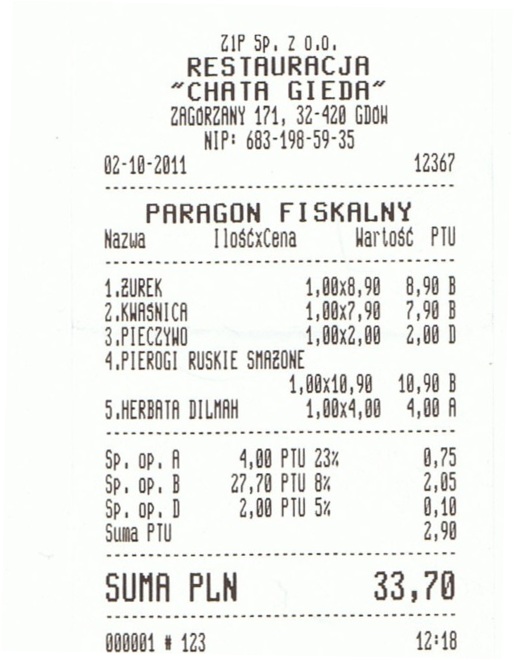 ZIP Sp. z o.o.
RESTAURACJA
"CHATA GIEDA"
ZAGÓRZANY 171, 32-420 GDÓW
NIP: 683-198-59-35
02-10-2011 12367
PARAGON FISKALNY
Nazwa IlośćxCena Wartość PTU
1.ŻUREK 1,00x8,90 8,90 B
2.KWAŚNICA 1,00x7,90 7,90 B
3.PIECZYWO 1,00x2,00 2,00 D
4.PIEROGI RUSKIE SMAŻONE
1,00x10,90 10,90 B
5.HERBATA DILMAH 1,00x4,00 4,00 A
Sp. op. A 4,00 PTU 23% 0,75
Sp. op. B 27,70 PTU 8% 2,05
Sp. op. D 2,00 PTU 5% 0,10
Suma PTU 2,90
SUMA PLN 33,70
000001 # 123 12:18